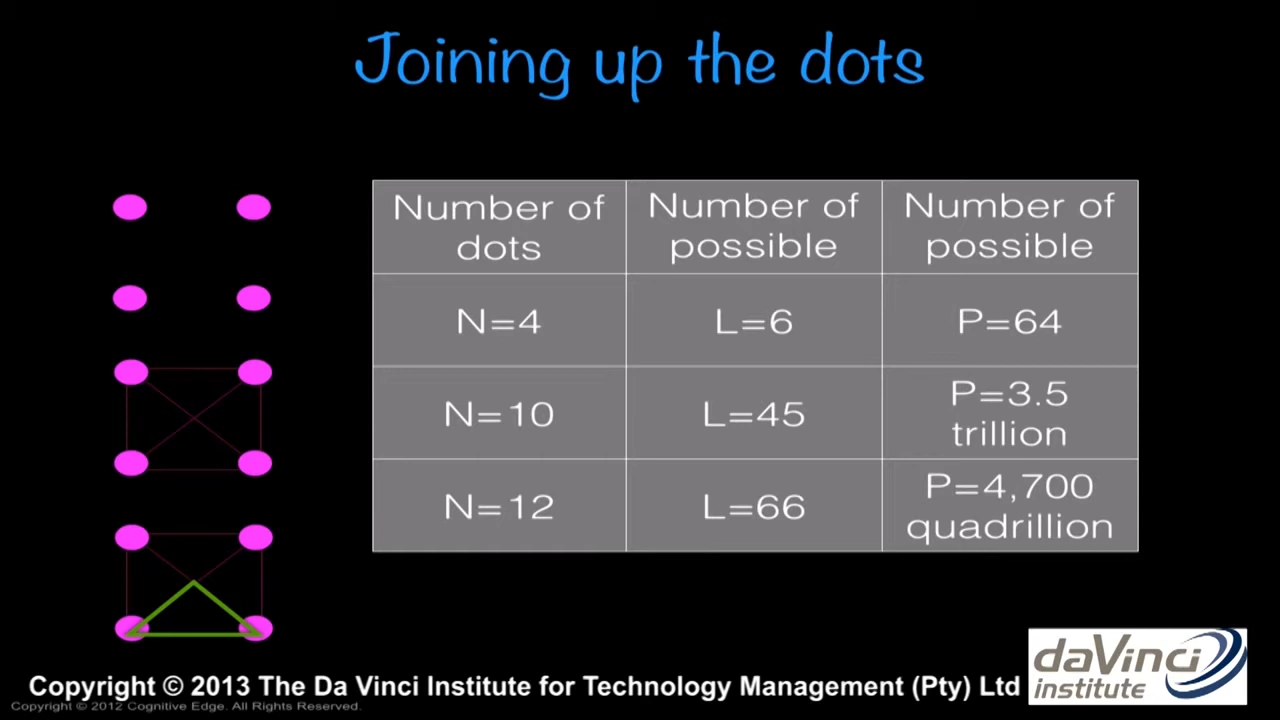 Joining up the dots
Number of
dots
Number of
possible
Number of
possible
N=4
L=6
P=64
N=10
L=45
P=3.5
trillion
N=12
L=66
P=4,700
quadrillion
daVinci
institute
Copyright © 2013 The Da Vinci Institute for Technology Management (Pty) Ltd
Copyright © 2012 Cognitive Edge. All Rights Reserved.